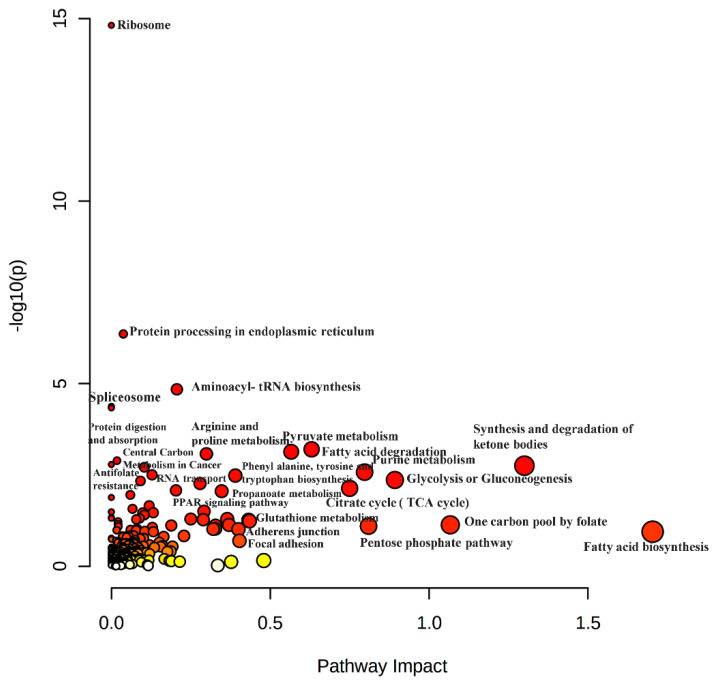 15
Ribosome
10
-log10(p)
Protein processing in endoplasmic reticulum
5
Aminoacyl- tRNA biosynthesis
Spliceosome
Protein digestion
and absorption
Arginine and
proline metabolism
Pyruvate metabolism
Synthesis and degradation of
ketone bodies
Central Carbon
Metabolism in Cancer
Fatty acid degradation
Purine metabolism
Antifolate
resistance
RNA transport
Phenyl alanine, tyrosine and
tryptophan biosynthesis
Glycolysis or Gluconeogenesis
Propanoate metabolism
PPAR signaling pathway
Citrate cycle ( TCA cycle)
Glutathione metabolism
One carbon pool by folate
Adherens junction
Focal adhesion
Pentose phosphate pathway
Fatty acid biosynthesis
0
0.0
0.5
1.0
1.5
Pathway Impact